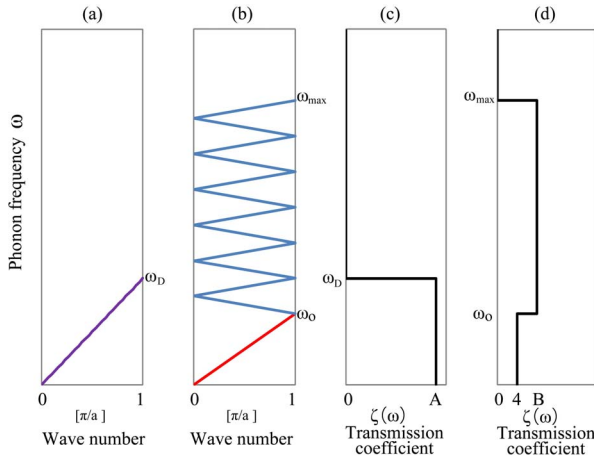 (a) (b) (c) (d)
Phonon frequency ω
ω_max
ω_D
ω_O
ω_D
ω_max
ω_O
0 1
[π/a ]
Wave number
0 1
[π/a ]
Wave number
0 A
ζ(ω)
Transmission
coefficient
0 4 B
ζ(ω)
Transmission
coefficient